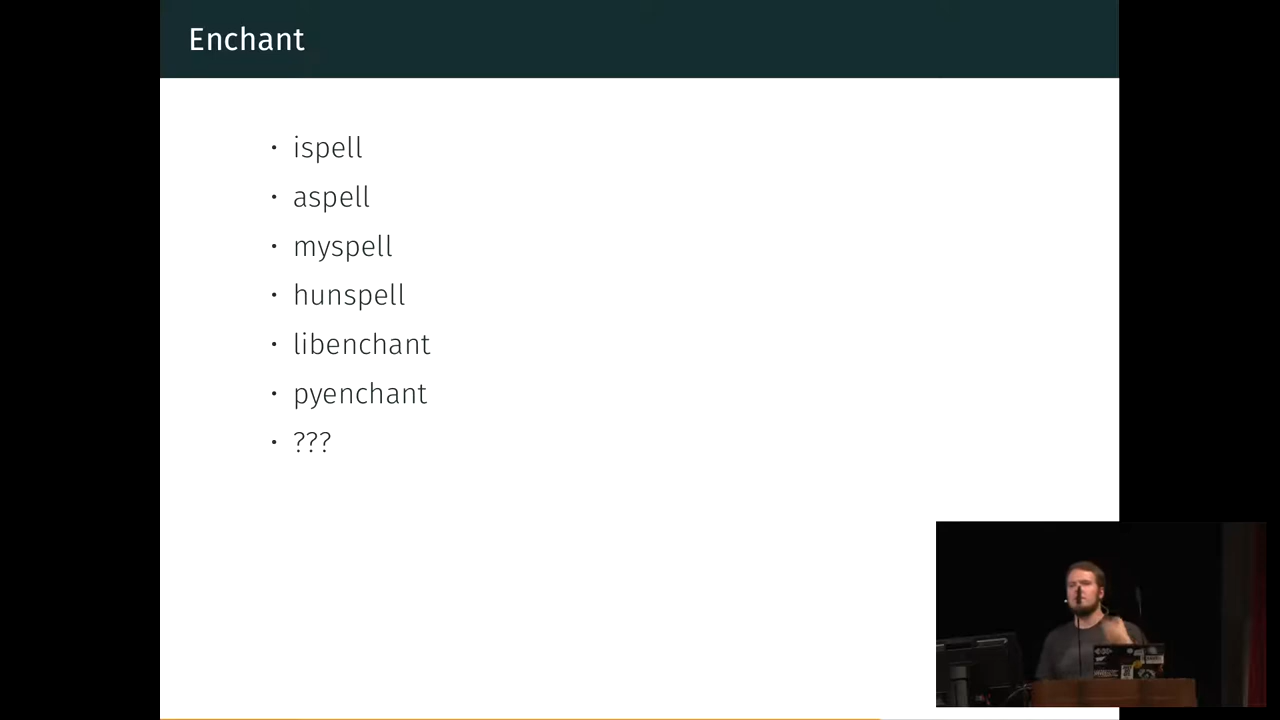 Enchant
• ispell
• aspell
• myspell
• hunspell
• libenchant
• pyenchant
• ???